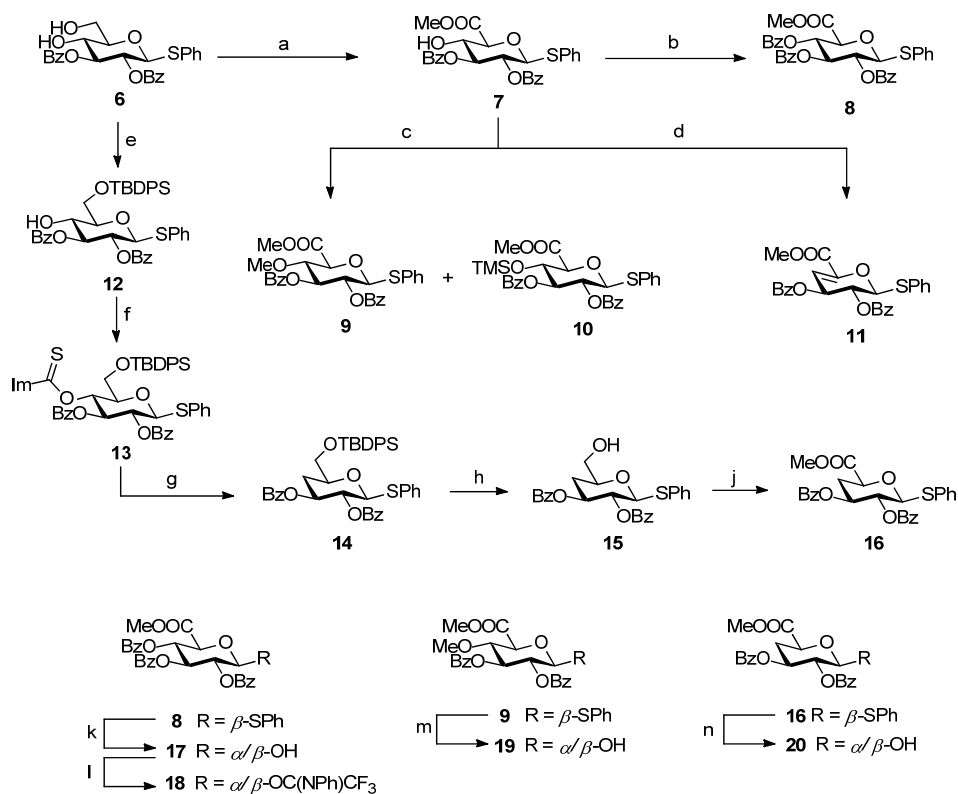 HO
HO
BzO
O
SPh
OBz
6
a
MeOOC
HO
BzO
O
SPh
OBz
7
b
MeOOC
BzO
BzO
O
SPh
OBz
8
e
c
d
OTBDPS
HO
BzO
O
SPh
OBz
12
MeOOC
MeO
BzO
O
SPh
OBz
9
+
MeOOC
TMSO
BzO
O
SPh
OBz
10
MeOOC
BzO
O
SPh
OBz
11
f
S
Im
O
OTBDPS
BzO
O
SPh
OBz
13
g
OTBDPS
BzO
O
SPh
OBz
14
h
OH
BzO
O
SPh
OBz
15
j
MeOOC
BzO
O
SPh
OBz
16
MeOOC
BzO
BzO
O
R
OBz
8 R = β-SPh
k
17 R = α/β-OH
l
18 R = α/β-OC(NPh)CF3
MeOOC
MeO
BzO
O
R
OBz
9 R = β-SPh
m
19 R = α/β-OH
MeOOC
BzO
O
R
OBz
16 R = β-SPh
n
20 R = α/β-OH